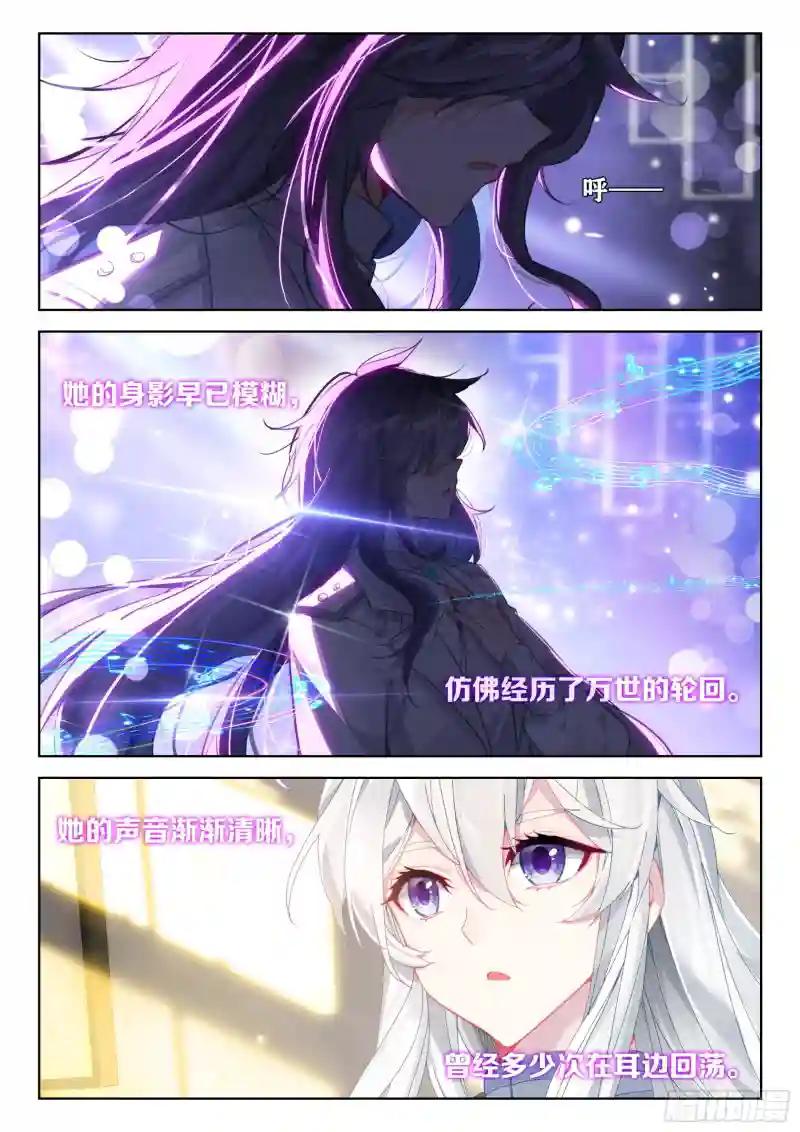 呼——
她的身影早已模糊，
仿佛经历了万世的轮回。
她的声音渐渐清晰，
曾经多少次在耳边回荡。